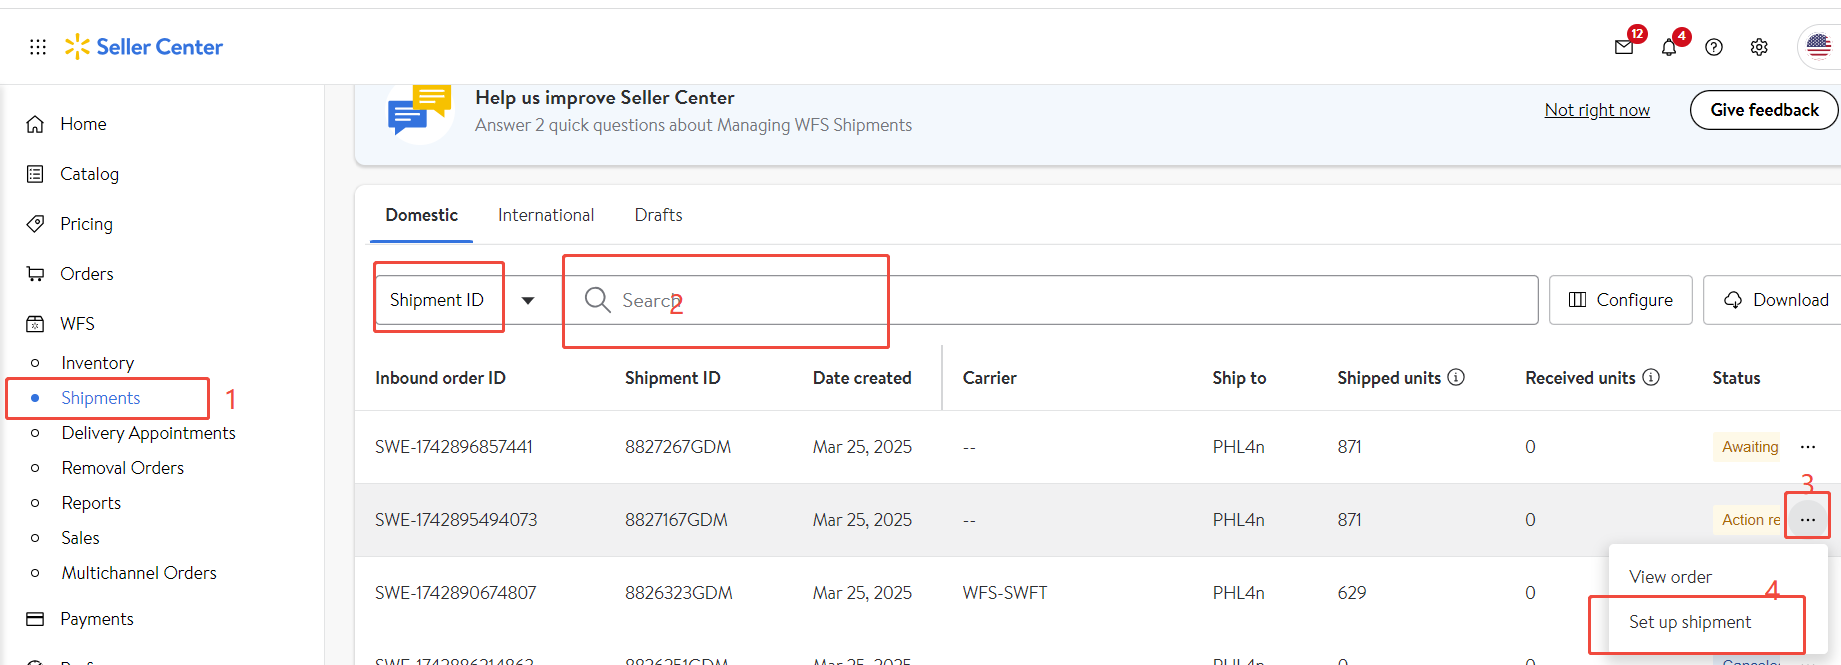 Seller Center
12
4
Help us improve Seller Center
Answer 2 quick questions about Managing WFS Shipments
Not right now
Give feedback
Home
Catalog
Pricing
Orders
WFS
Inventory
Shipments
1
Delivery Appointments
Removal Orders
Reports
Sales
Multichannel Orders
Payments
Domestic International Drafts
Shipment ID
Search
2
Configure
Download
Inbound order ID Shipment ID Date created Carrier Ship to Shipped units Received units Status
SWE-1742896857441 8827267GDM Mar 25, 2025 -- PHL4n 871 0 Awaiting ...
3
SWE-1742895494073 8827167GDM Mar 25, 2025 -- PHL4n 871 0 Action re ...
SWE-1742890674807 8826323GDM Mar 25, 2025 WFS-SWFT PHL4n 629 0
View order
4
Set up shipment